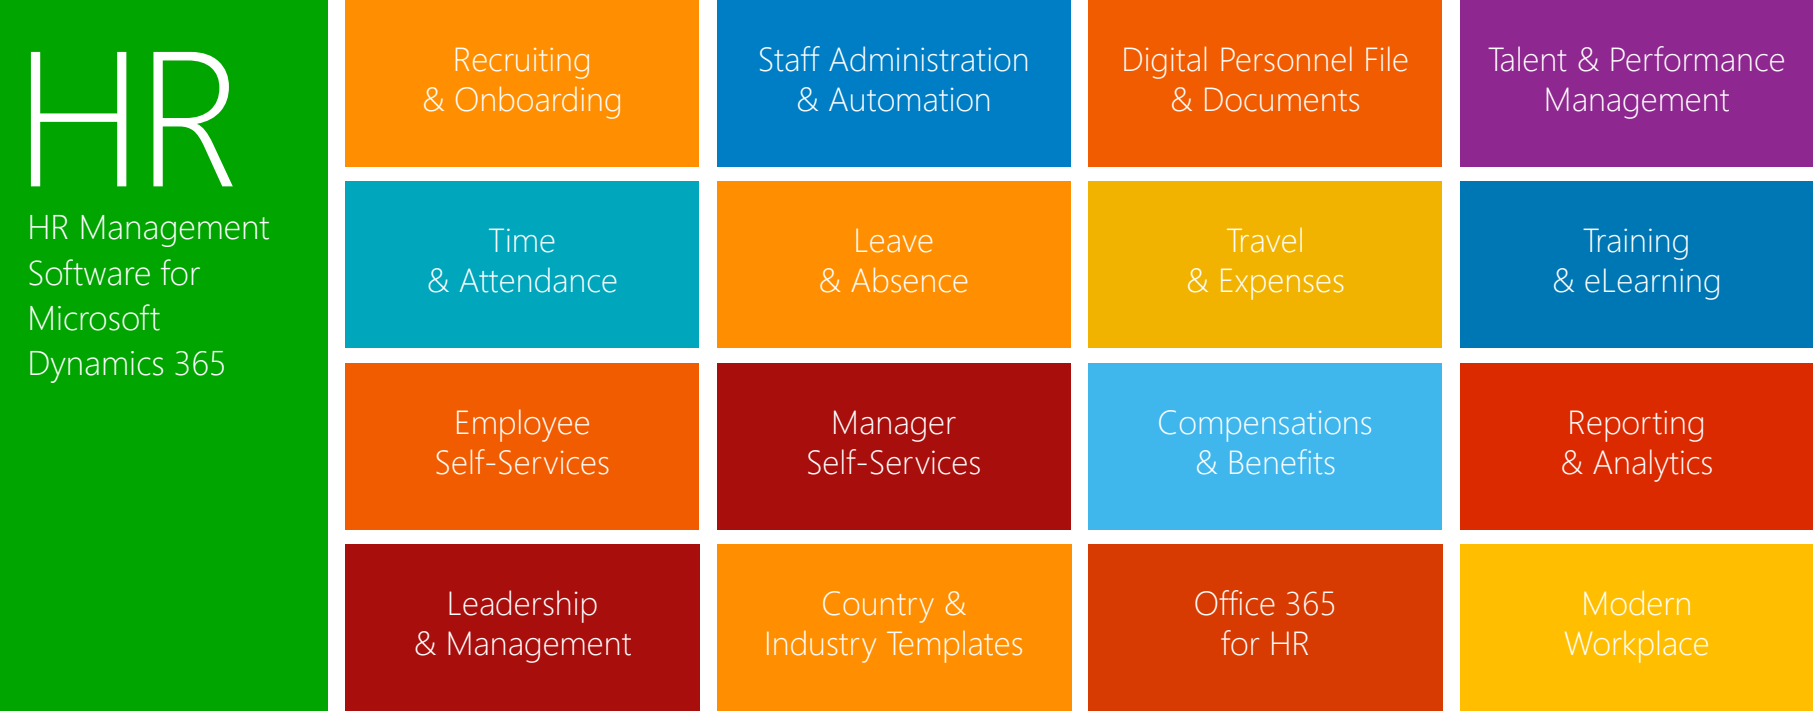 HR
HR Management
Software for
Microsoft
Dynamics 365
Recruiting
& Onboarding
Staff Administration
& Automation
Digital Personnel File
& Documents
Talent & Performance
Management
Time
& Attendance
Leave
& Absence
Travel
& Expenses
Training
& eLearning
Employee
Self-Services
Manager
Self-Services
Compensations
& Benefits
Reporting
& Analytics
Leadership
& Management
Country &
Industry Templates
Office 365
for HR
Modern
Workplace